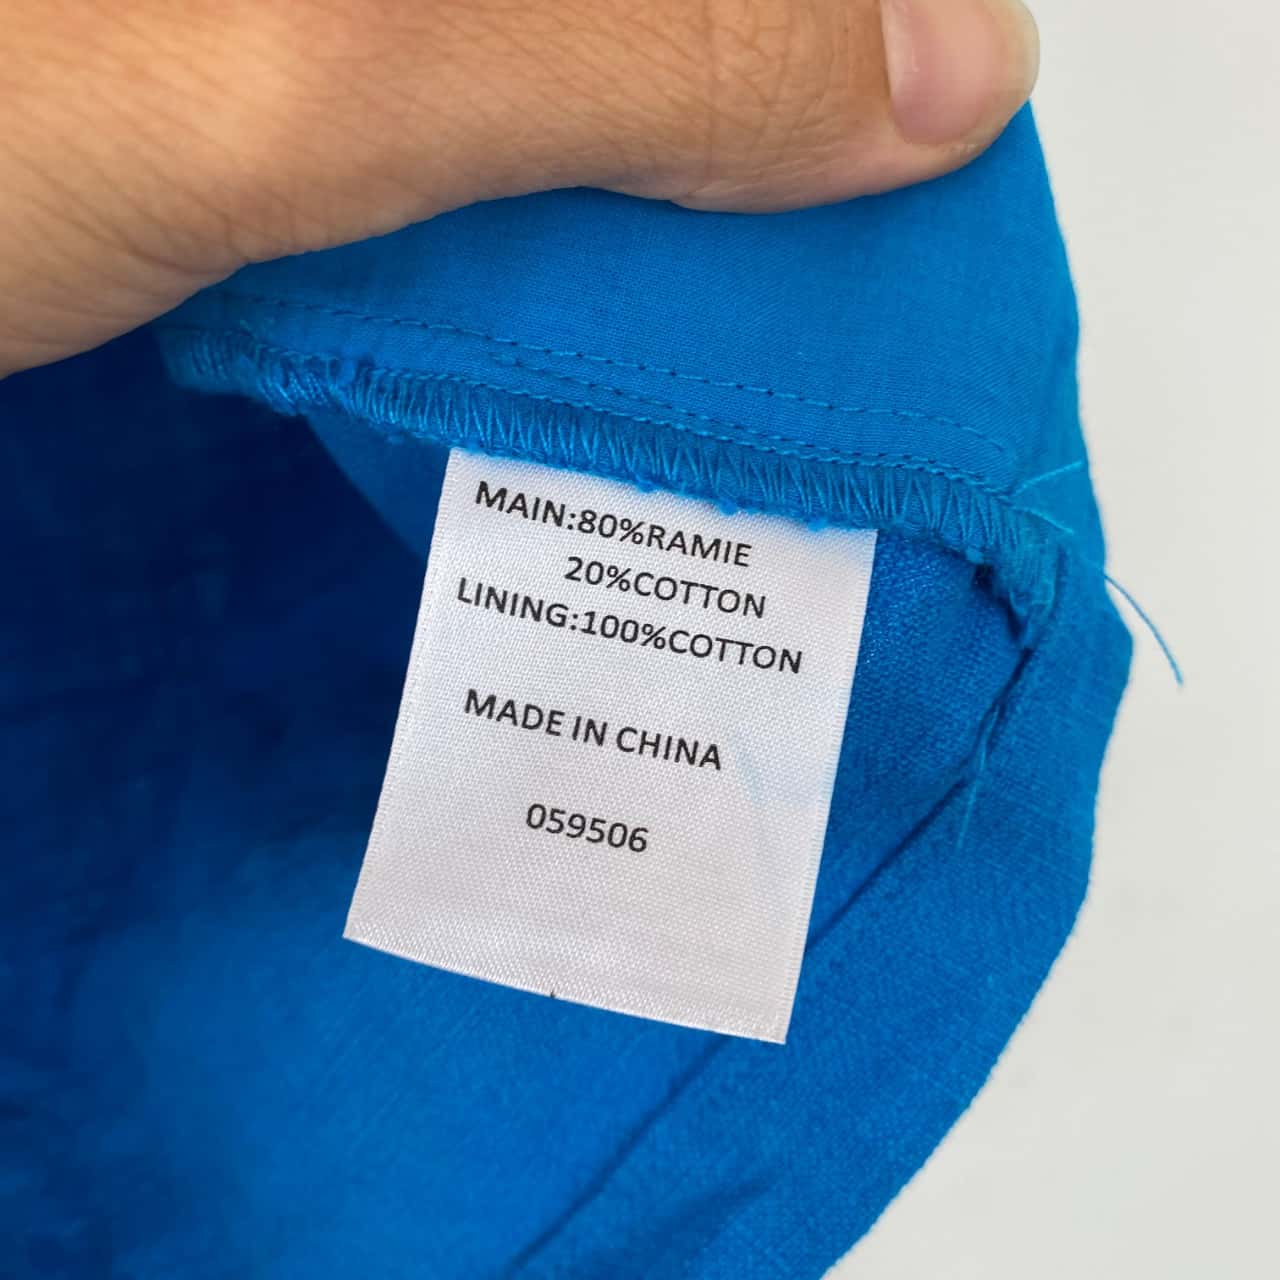 MAIN:80%RAMIE
20%COTTON
LINING:100%COTTON
MADE IN CHINA
059506